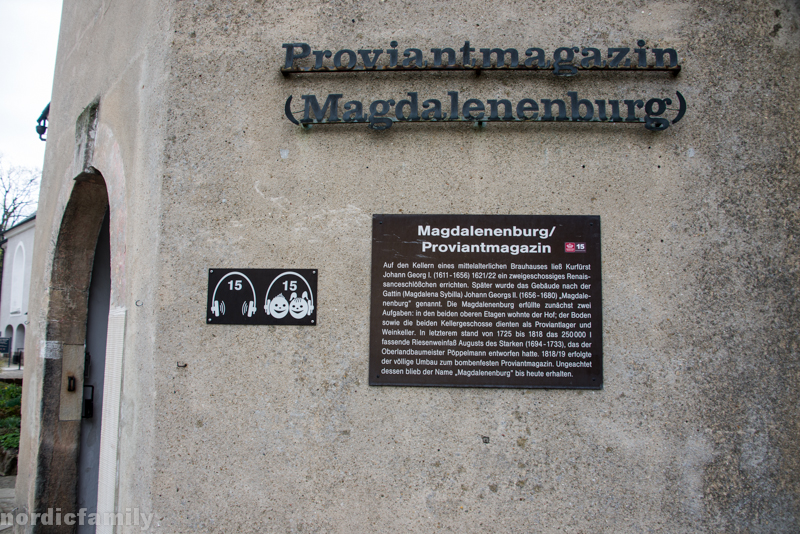 Proviantmagazin
(Magdalenenburg)
Magdalenenburg/
Proviantmagazin
15
Auf den Kellern eines mittelalterlichen Brauhauses ließ Kurfürst
Johann Georg I. (1611-1656) 1621/22 ein zweigeschossiges Renais-
sanceschlößchen errichten. Später wurde das Gebäude nach der
Gattin (Magdalena Sybilla) Johann Georgs II. (1656-1680) „Magdale-
nenburg" genannt. Die Magdalenenburg erfüllte zunächst zwei
Aufgaben: in den beiden oberen Etagen wohnte der Hof; der Boden
sowie die beiden Kellergeschosse dienten als Proviantlager und
Weinkeller. In letzterem stand von 1725 bis 1818 das 250000 l
fassende Riesenweinfaß Augusts des Starken (1694-1733), das der
Oberlandbaumeister Pöppelmann entworfen hatte. 1818/19 erfolgte
der völlige Umbau zum bombenfesten Proviantmagazin. Ungeachtet
dessen blieb der Name „Magdalenenburg" bis heute erhalten.
15 15
nordicfamily